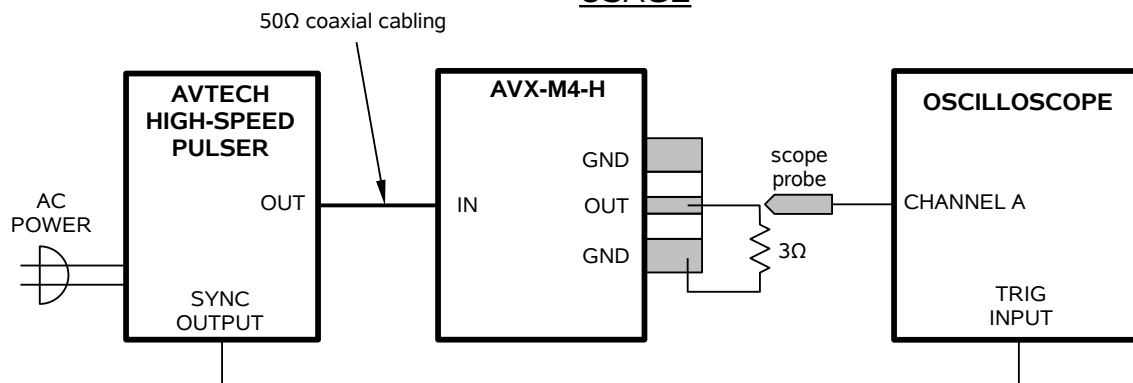 50Ω coaxial cabling
AVTECH
HIGH-SPEED
PULSER
AVX-M4-H
OSCILLOSCOPE
GND
scope
probe
AC
POWER
OUT
IN
OUT
CHANNEL A
GND
3Ω
SYNC
OUTPUT
TRIG
INPUT